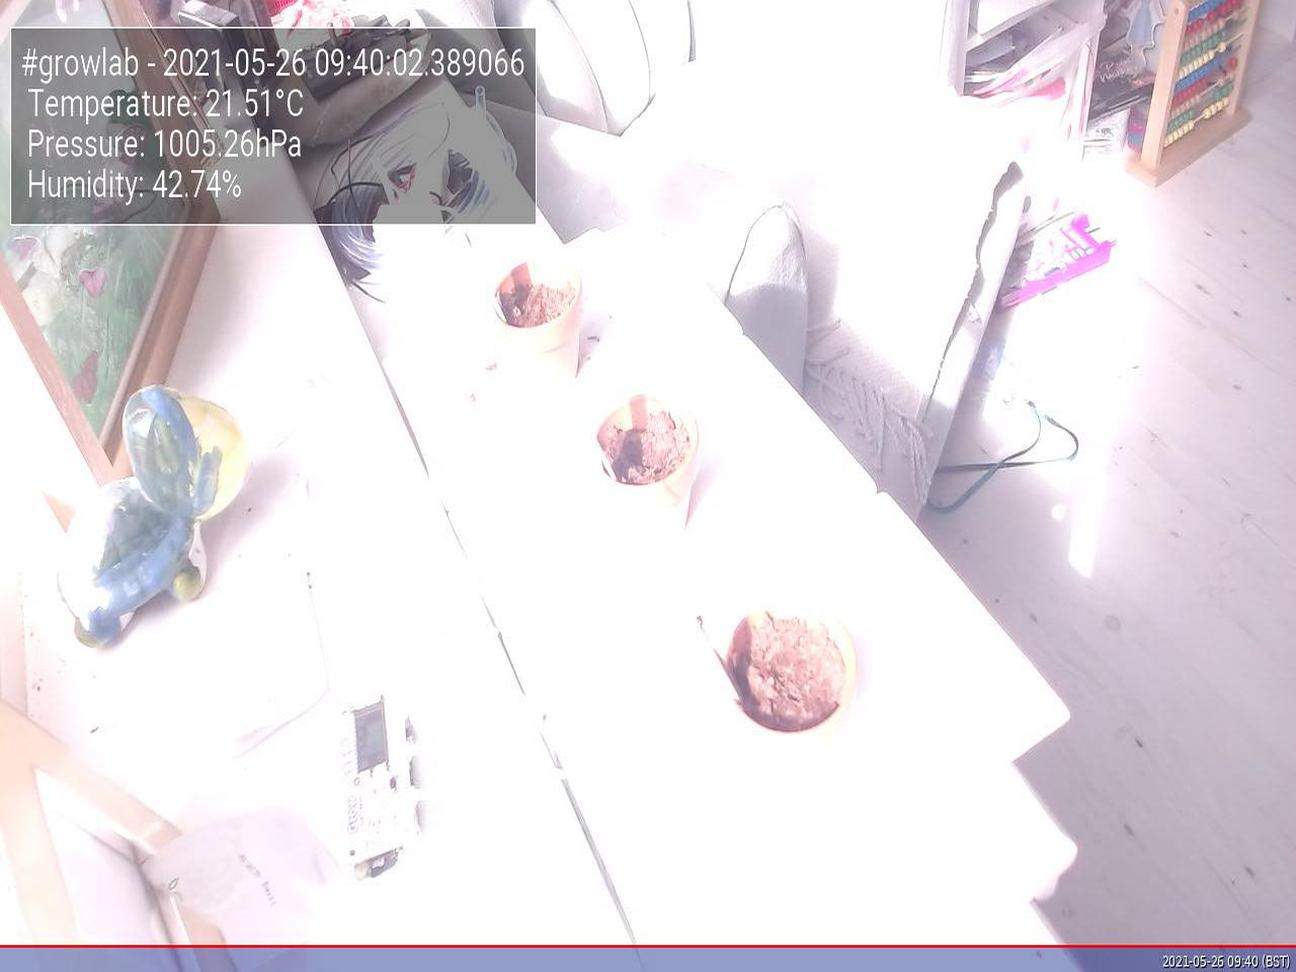 #growlab - 2021-05-26 09:40:02.389066
Temperature: 21.51°C
Pressure: 1005.26hPa
Humidity: 42.74%
2021-05-26 09:40 (BST)